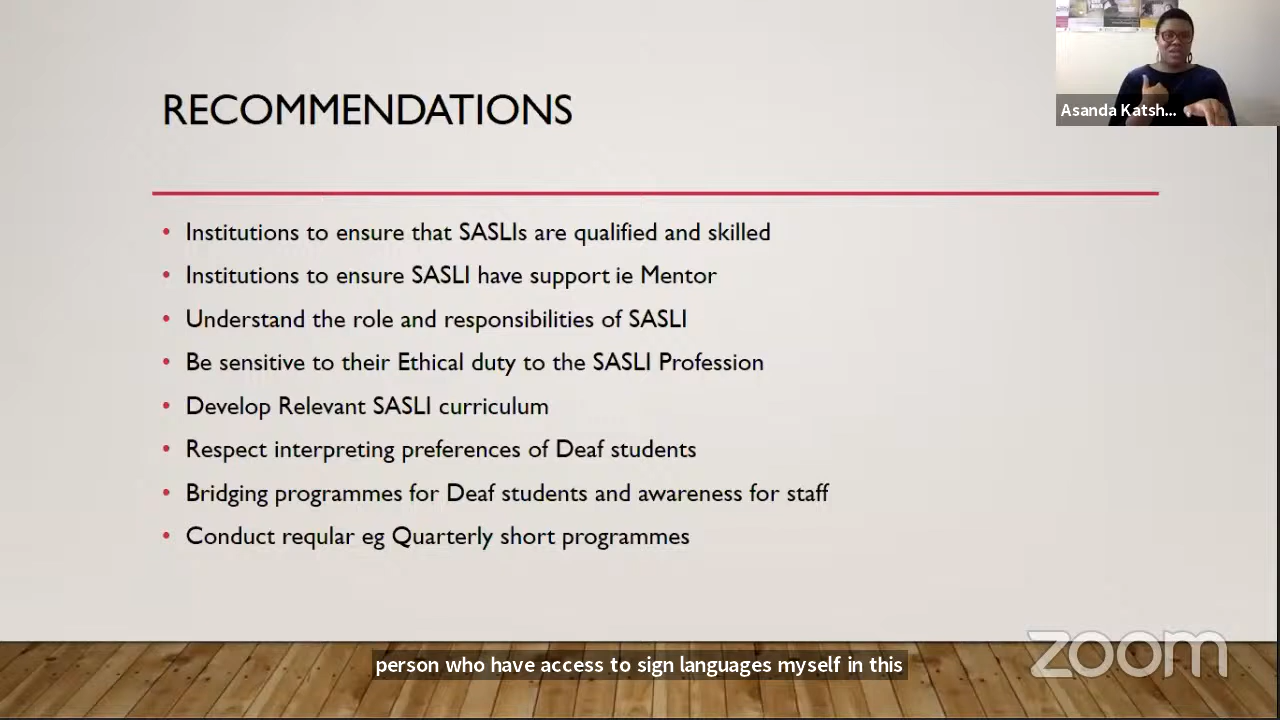 Asanda Katsh...
RECOMMENDATIONS
• Institutions to ensure that SASLIs are qualified and skilled
• Institutions to ensure SASLI have support ie Mentor
• Understand the role and responsibilities of SASLI
• Be sensitive to their Ethical duty to the SASLI Profession
• Develop Relevant SASLI curriculum
• Respect interpreting preferences of Deaf students
• Bridging programmes for Deaf students and awareness for staff
• Conduct reqular eg Quarterly short programmes
person who have access to sign languages myself in this
zoom